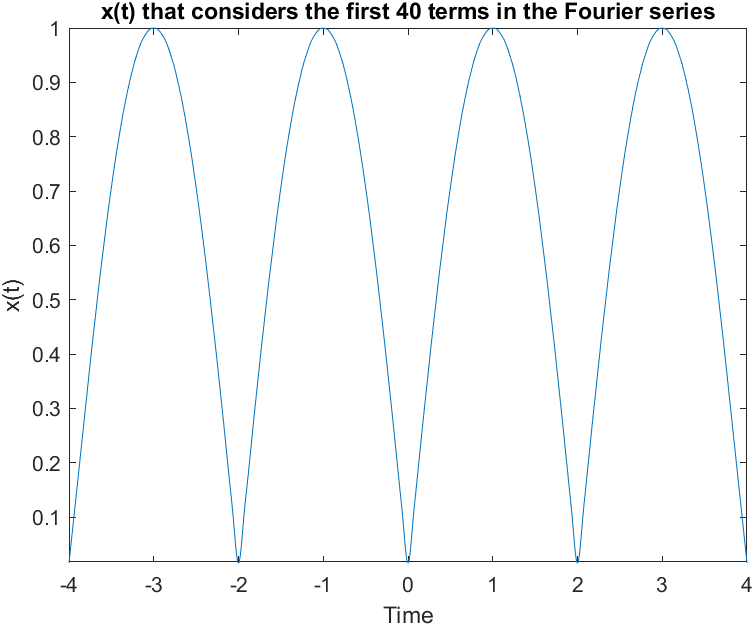 x(t) that considers the first 40 terms in the Fourier series
1
0.9
0.8
0.7
0.6
0.5
0.4
0.3
0.2
0.1
x(t)
-4 -3 -2 -1 0 1 2 3 4
Time